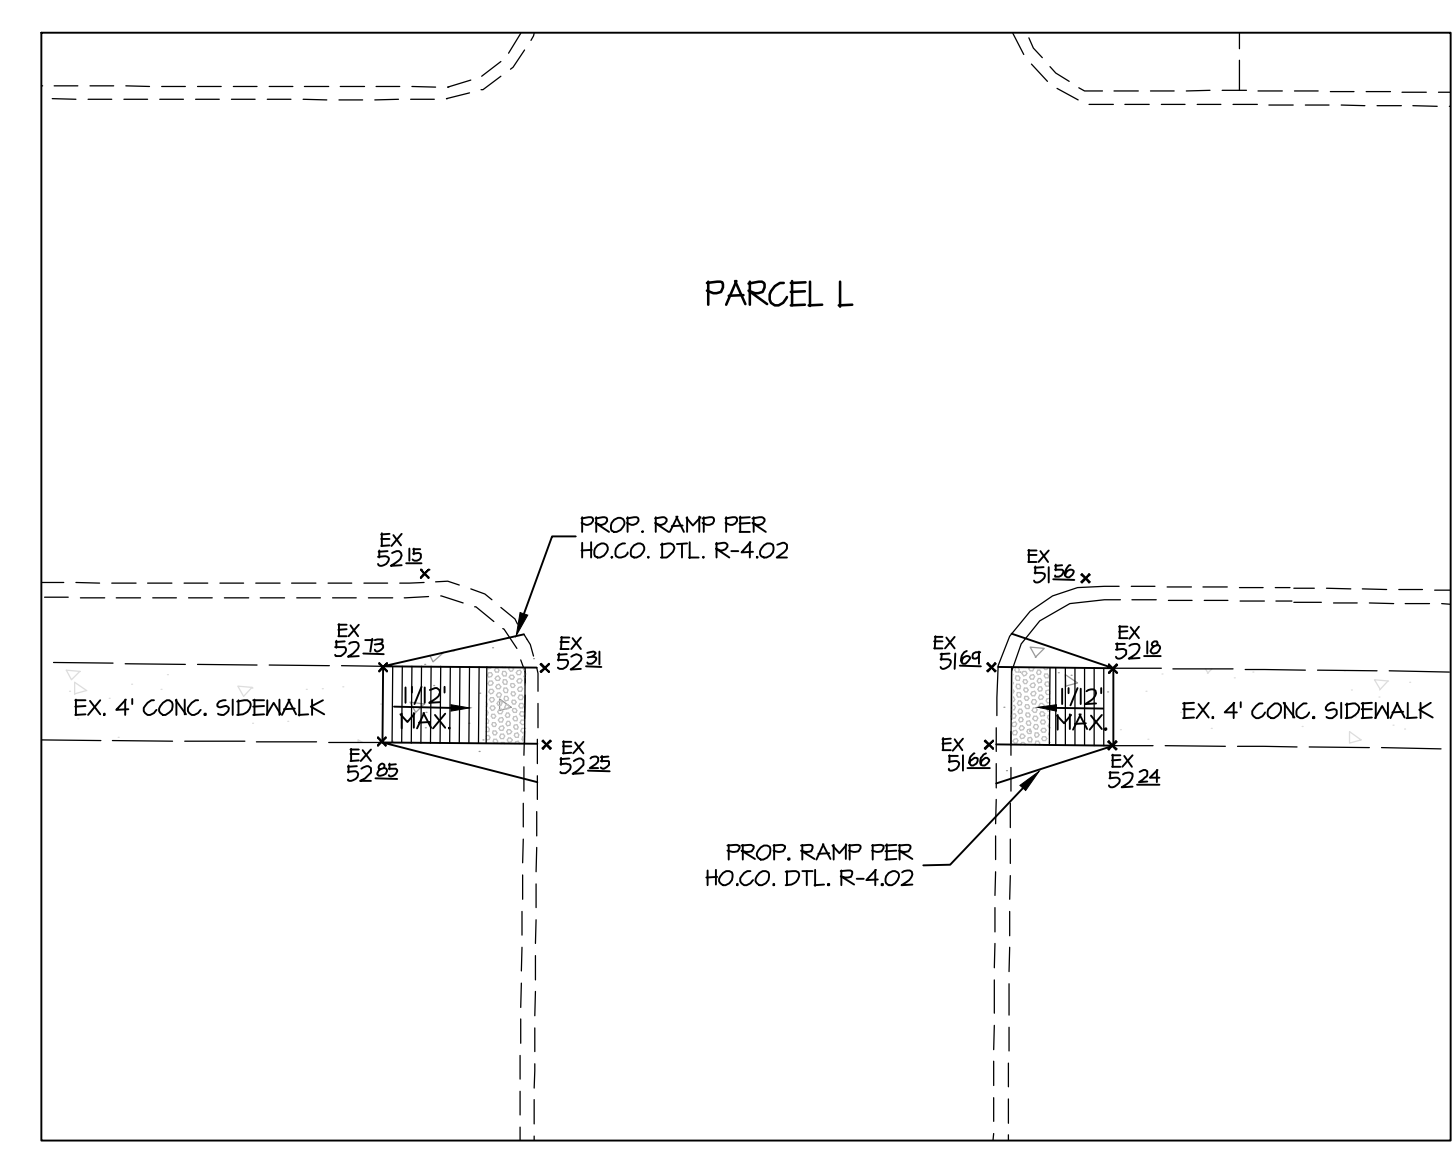 PARCEL L
PROP. RAMP PER
HO.CO. DTL. R-4.02
EX
52 15
EX
51 56
EX
52 73
EX
52 31
EX
51 69
EX
52 18
EX. 4' CONC. SIDEWALK
1'/12'
MAX.
1'/12'
MAX.
EX. 4' CONC. SIDEWALK
EX
52 85
EX
52 25
EX
51 66
EX
52 24
PROP. RAMP PER
HO.CO. DTL. R-4.02